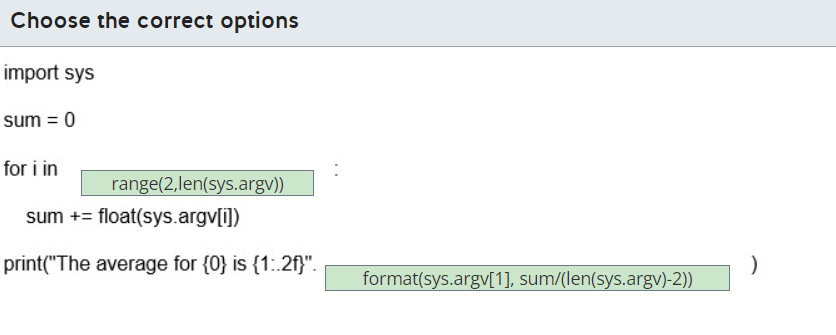 Choose the correct options
import sys
sum = 0
for i in range(2,len(sys.argv)) :
sum += float(sys.argv[i])
print("The average for {0} is {1:.2f}". format(sys.argv[1], sum/(len(sys.argv)-2)) )